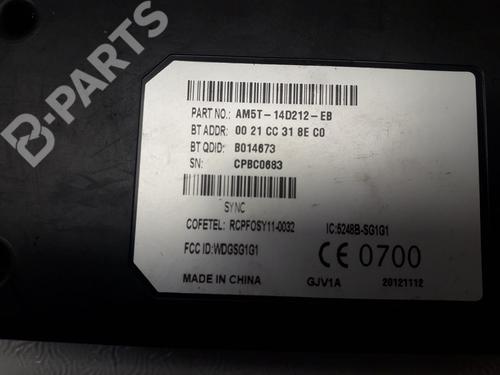 B-PARTS
PART NO.: AM5T-14D212-EB
BT ADDR: 00 21 CC 31 8E C0
BT QDID: B014673
SN: CPBC0683
SYNC
COFETEL: RCPFOSY11-0032 IC:5248B-SG1G1
FCC ID:WDGSG1G1
CE 0700
MADE IN CHINA GJV1A 20121112